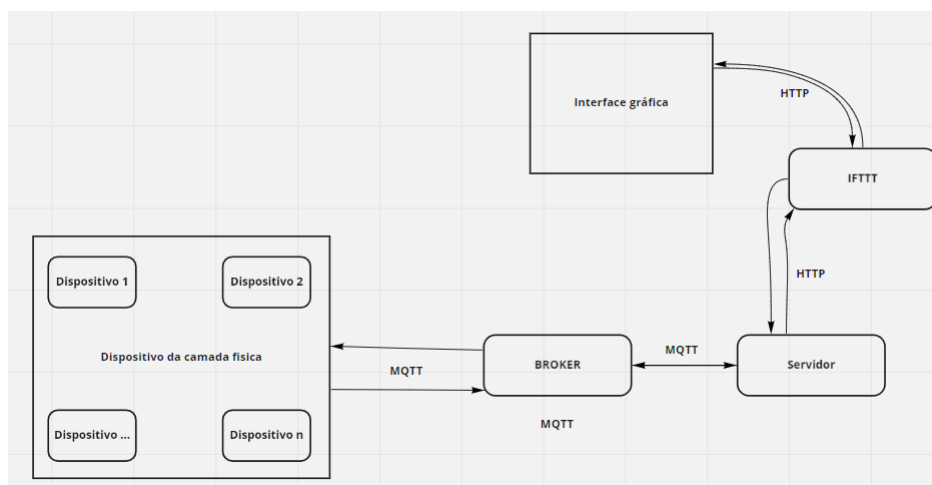 HTTP
Interface gráfica
IFTTT
HTTP
Dispositivo 1
Dispositivo 2
Dispositivo da camada fisica
MQTT
BROKER
MQTT
Servidor
MQTT
Dispositivo ...
Dispositivo n